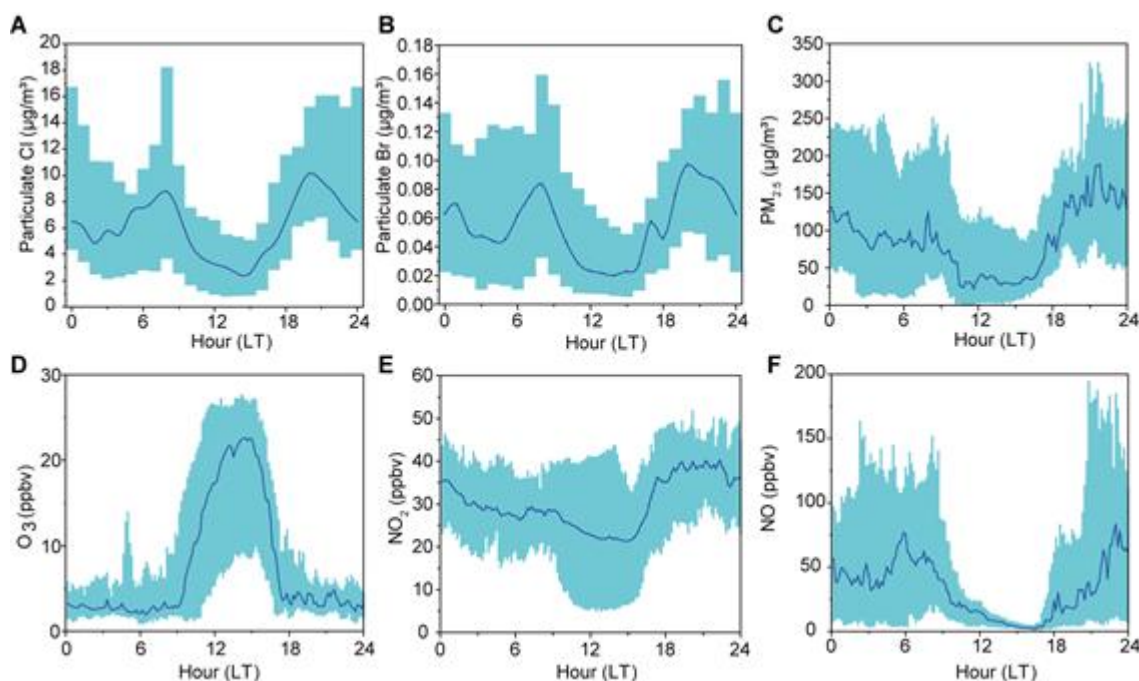 A
Particulate Cl (µg/m³)
20
18
16
14
12
10
8
6
4
2
0
0 6 12 18 24
Hour (LT)
B
Particulate Br (µg/m³)
0.18
0.16
0.14
0.12
0.10
0.08
0.06
0.04
0.02
0.00
0 6 12 18 24
Hour (LT)
C
PM2.5 (µg/m³)
350
300
250
200
150
100
50
0
0 6 12 18 24
Hour (LT)
D
O3 (ppbv)
30
20
10
0
0 6 12 18 24
Hour (LT)
E
NO2 (ppbv)
60
50
40
30
20
10
0
0 6 12 18 24
Hour (LT)
F
NO (ppbv)
200
150
100
50
0
0 6 12 18 24
Hour (LT)